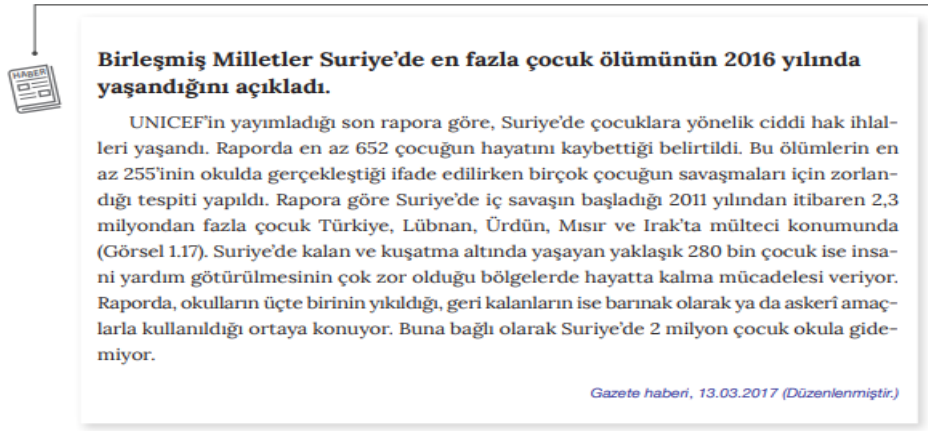 HABER
Birleşmiş Milletler Suriye’de en fazla çocuk ölümünün 2016 yılında
yaşandığını açıkladı.
UNICEF’in yayımladığı son rapora göre, Suriye’de çocuklara yönelik ciddi hak ihlal-
leri yaşandı. Raporda en az 652 çocuğun hayatını kaybettiği belirtildi. Bu ölümlerin en
az 255’inin okulda gerçekleştiği ifade edilirken birçok çocuğun savaşmaları için zorlan-
dığı tespiti yapıldı. Rapora göre Suriye’de iç savaşın başladığı 2011 yılından itibaren 2,3
milyondan fazla çocuk Türkiye, Lübnan, Ürdün, Mısır ve Irak’ta mülteci konumunda
(Görsel 1.17). Suriye’de kalan ve kuşatma altında yaşayan yaklaşık 280 bin çocuk ise insa-
ni yardım götürülmesinin çok zor olduğu bölgelerde hayatta kalma mücadelesi veriyor.
Raporda, okulların üçte birinin yıkıldığı, geri kalanların ise barınak olarak ya da askerî amaç-
larla kullanıldığı ortaya konuyor. Buna bağlı olarak Suriye’de 2 milyon çocuk okula gide-
miyor.
Gazete haberi, 13.03.2017 (Düzenlenmiştir.)